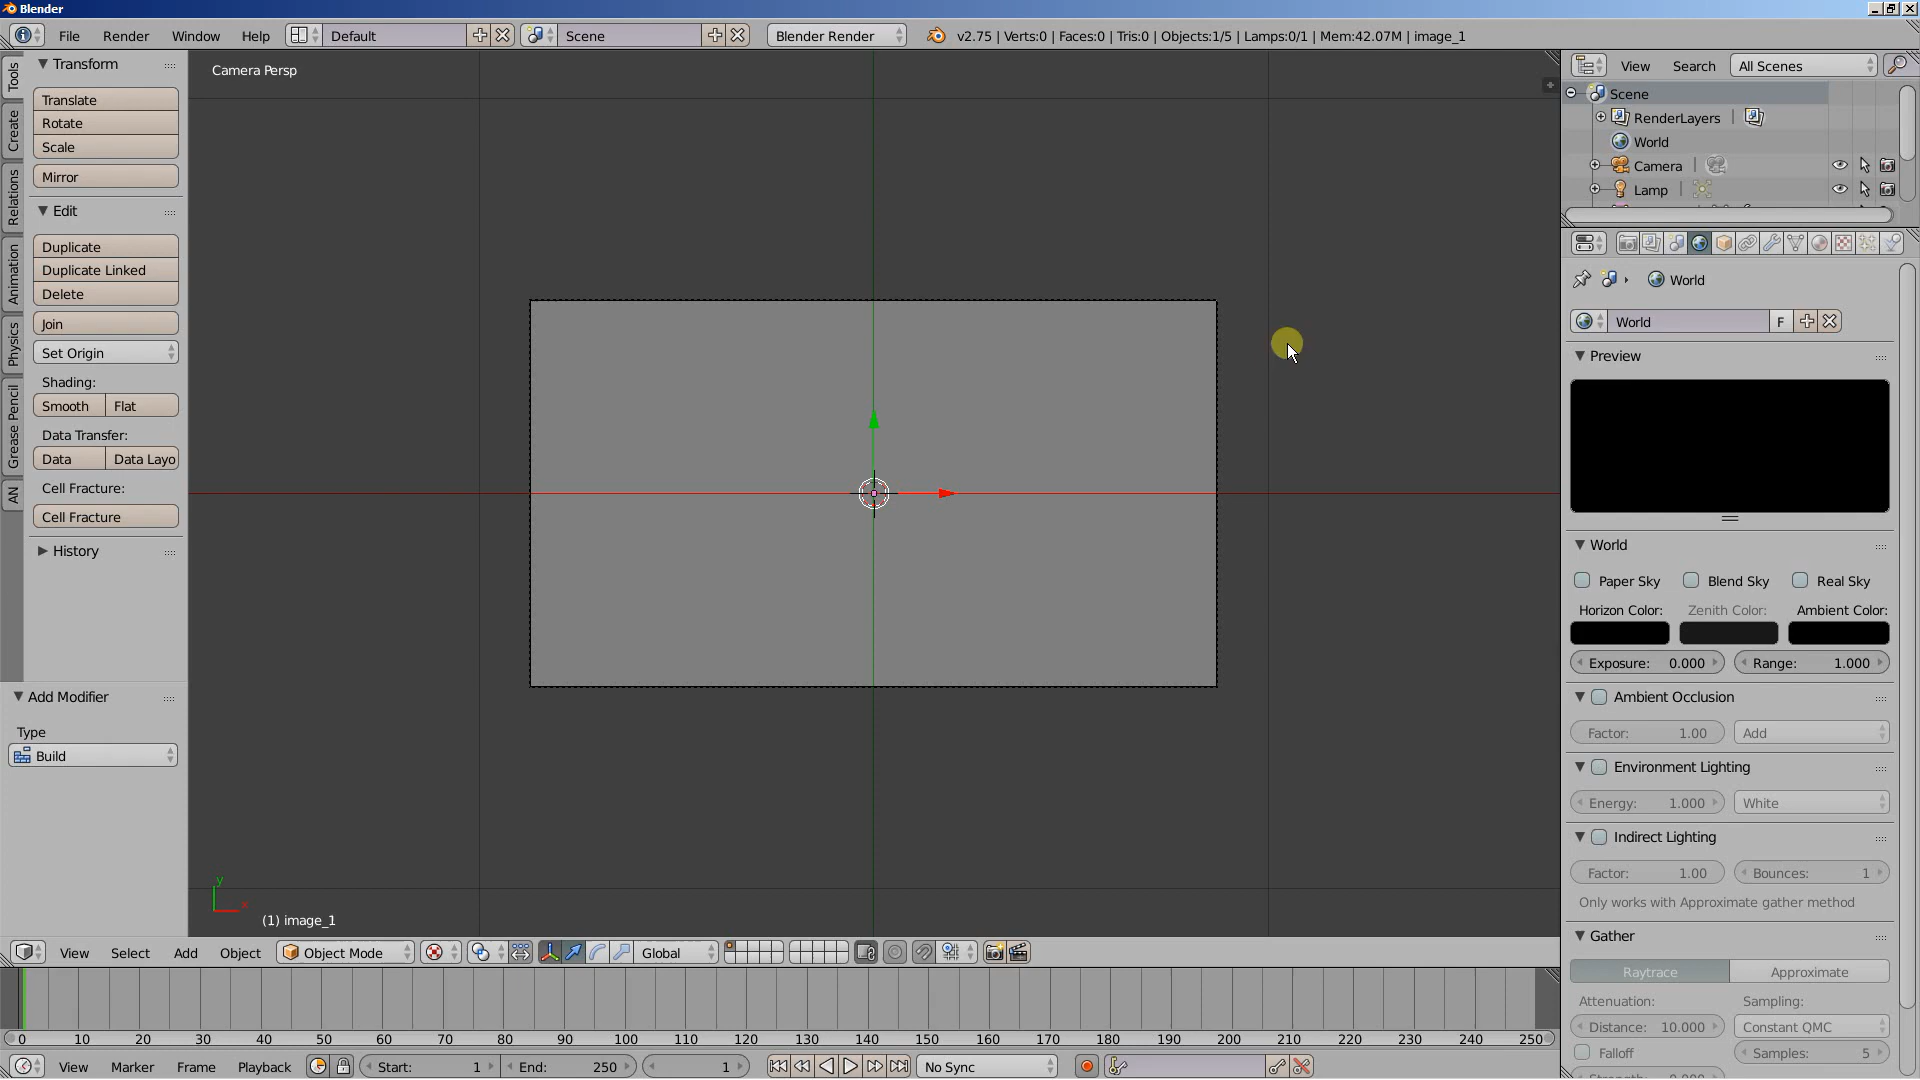 Blender
File Render Window Help Default Scene Blender Render v2.75 | Verts:0 | Faces:0 | Tris:0 | Objects:1/5 | Lamps:0/1 | Mem:42.07M | image_1
Tools
Create
Relations
Animation
Physics
Grease Pencil
AN
Transform
Translate
Rotate
Scale
Mirror
Edit
Duplicate
Duplicate Linked
Delete
Join
Set Origin
Shading:
Smooth Flat
Data Transfer:
Data Data Layo
Cell Fracture:
Cell Fracture
History
Add Modifier
Type
Build
Camera Persp
y
x
(1) image_1
View Search All Scenes
Scene
RenderLayers |
World
Camera |
Lamp |
World
World F
Preview
World
Paper Sky Blend Sky Real Sky
Horizon Color: Zenith Color: Ambient Color:
Exposure: 0.000 Range: 1.000
Ambient Occlusion
Factor: 1.00 Add
Environment Lighting
Energy: 1.000 White
Indirect Lighting
Factor: 1.00 Bounces: 1
Only works with Approximate gather method
Gather
Raytrace Approximate
Attenuation: Sampling:
Distance: 10.000 Constant QMC
Falloff Samples: 5
View Select Add Object Object Mode Global
0 10 20 30 40 50 60 70 80 90 100 110 120 130 140 150 160 170 180 190 200 210 220 230 240 250
View Marker Frame Playback Start: 1 End: 250 1 No Sync